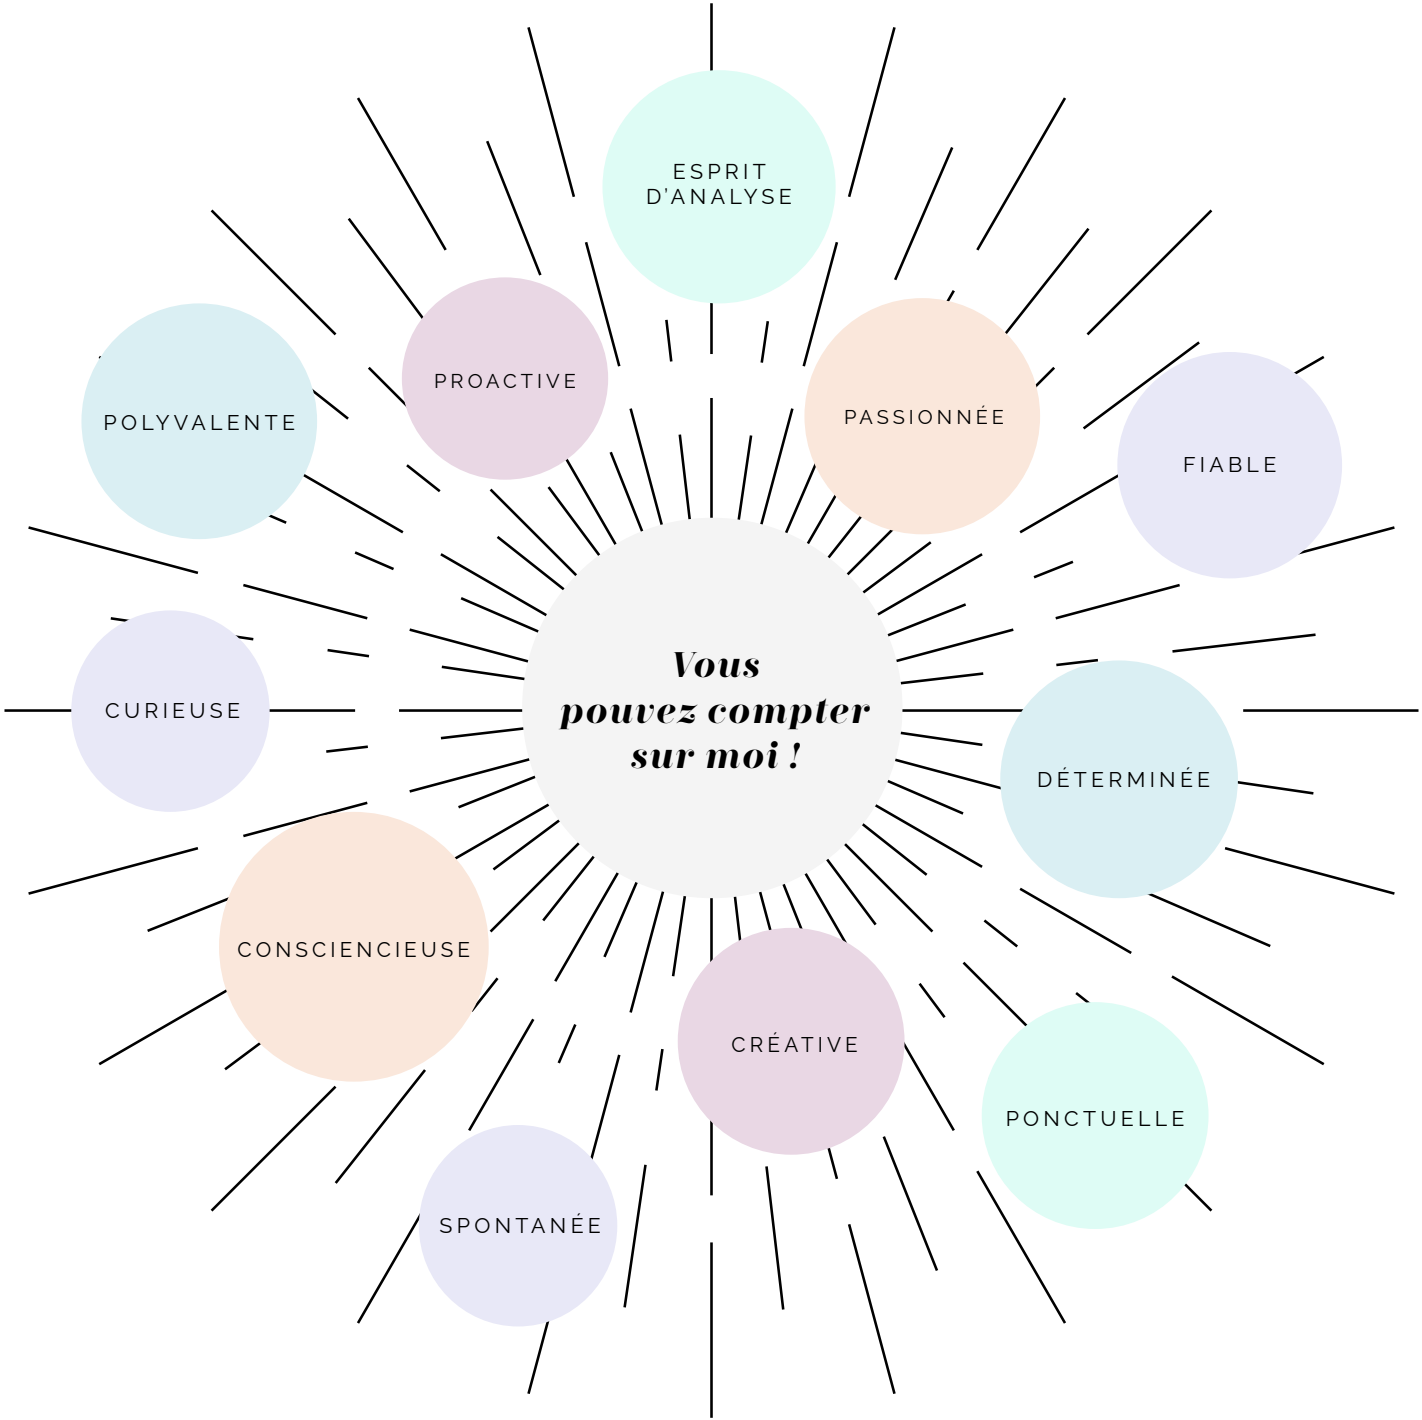 ESPRIT
D'ANALYSE
PROACTIVE
PASSIONNÉE
POLYVALENTE
FIABLE
Vous
pouvez compter
sur moi !
CURIEUSE
DÉTERMINÉE
CONSCIENCIEUSE
CRÉATIVE
PONCTUELLE
SPONTANÉE